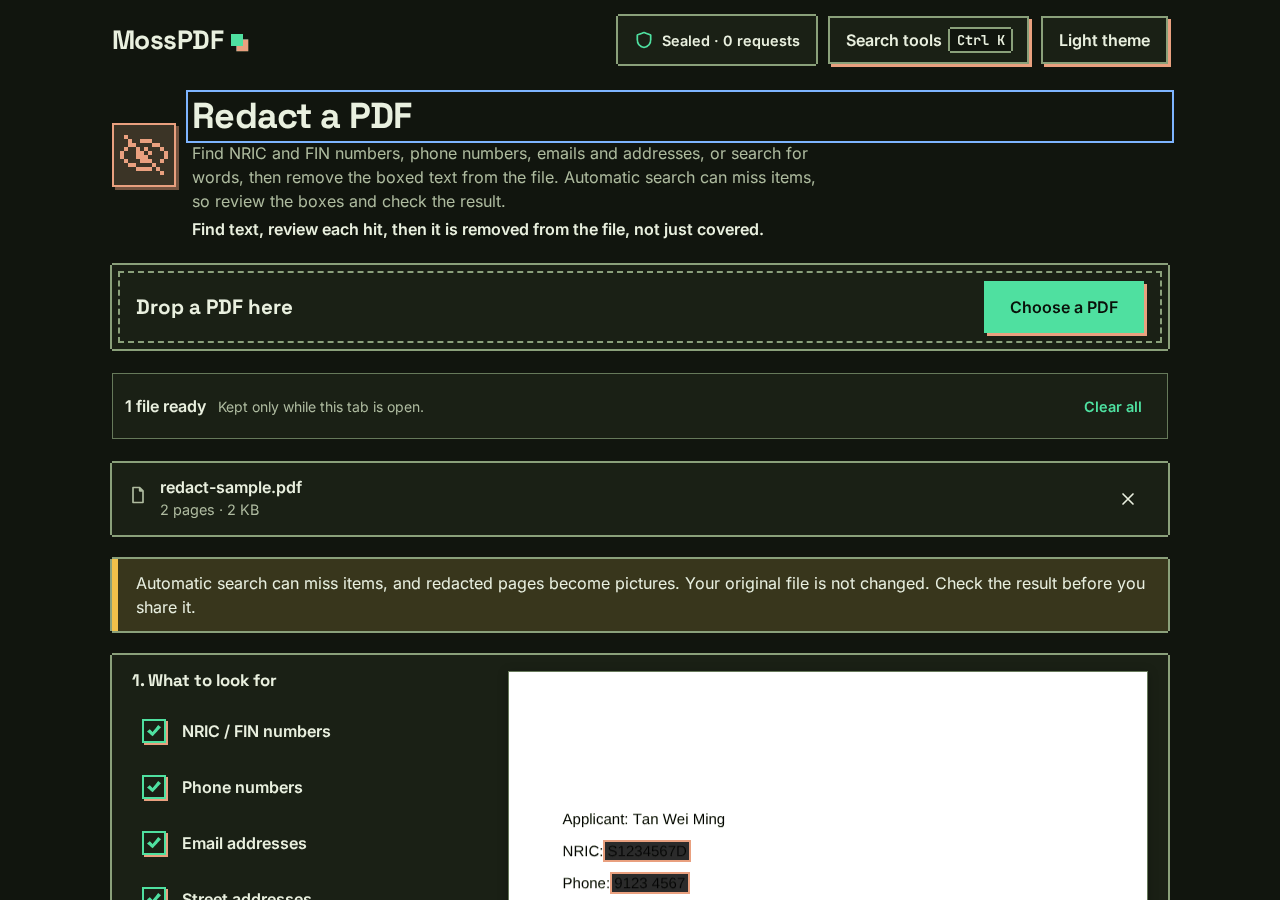 MossPDF
Sealed · 0 requests
Search tools Ctrl K
Light theme
Redact a PDF
Find NRIC and FIN numbers, phone numbers, emails and addresses, or search for
words, then remove the boxed text from the file. Automatic search can miss items,
so review the boxes and check the result.
Find text, review each hit, then it is removed from the file, not just covered.
Drop a PDF here
Choose a PDF
1 file ready Kept only while this tab is open.
Clear all
redact-sample.pdf
2 pages · 2 KB
Automatic search can miss items, and redacted pages become pictures. Your original file is not changed. Check the result before you
share it.
1. What to look for
NRIC / FIN numbers
Phone numbers
Email addresses
Street addresses
Applicant: Tan Wei Ming
NRIC: S1234567D
Phone: 9123 4567